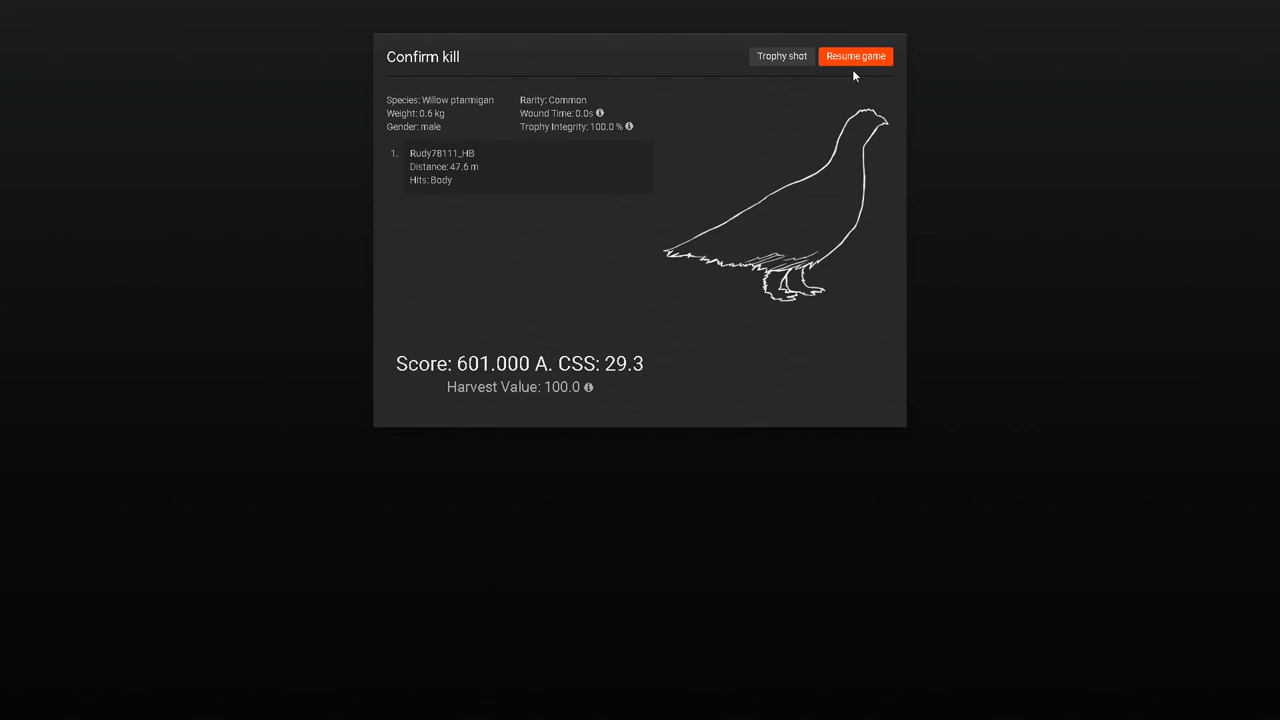 Confirm kill
Trophy shot
Resume game
Species: Willow ptarmigan
Weight: 0.6 kg
Gender: male
Rarity: Common
Wound Time: 0.0s
Trophy Integrity: 100.0 %
1. Rudy78111_HB
Distance: 47.6 m
Hits: Body
Score: 601.000 A. CSS: 29.3
Harvest Value: 100.0